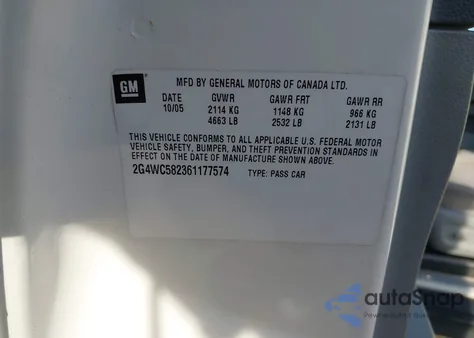 GM
MFD BY GENERAL MOTORS OF CANADA LTD.
DATE GVWR GAWR FRT GAWR RR
10/05 2114 KG 1148 KG 966 KG
4663 LB 2532 LB 2131 LB
THIS VEHICLE CONFORMS TO ALL APPLICABLE U.S. FEDERAL MOTOR
VEHICLE SAFETY, BUMPER, AND THEFT PREVENTION STANDARDS IN
EFFECT ON THE DATE OF MANUFACTURE SHOWN ABOVE.
2G4WC582361177574 TYPE: PASS CAR
autoSnap